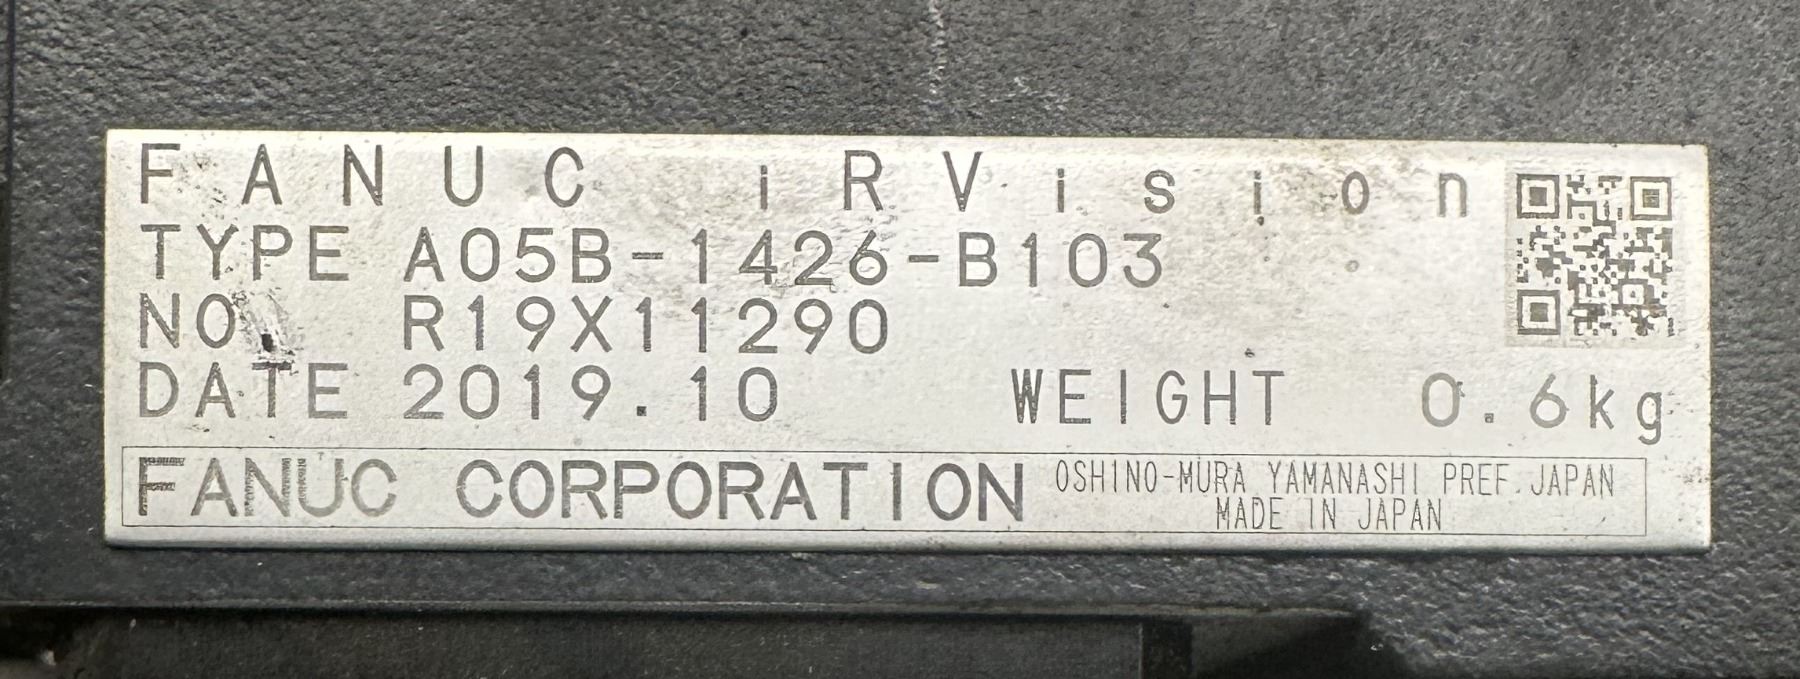 FANUC iRVision
TYPE A05B-1426-B103
NO. R19X11290
DATE 2019.10 WEIGHT 0.6kg
FANUC CORPORATION OSHINO-MURA YAMANASHI PREF. JAPAN
MADE IN JAPAN